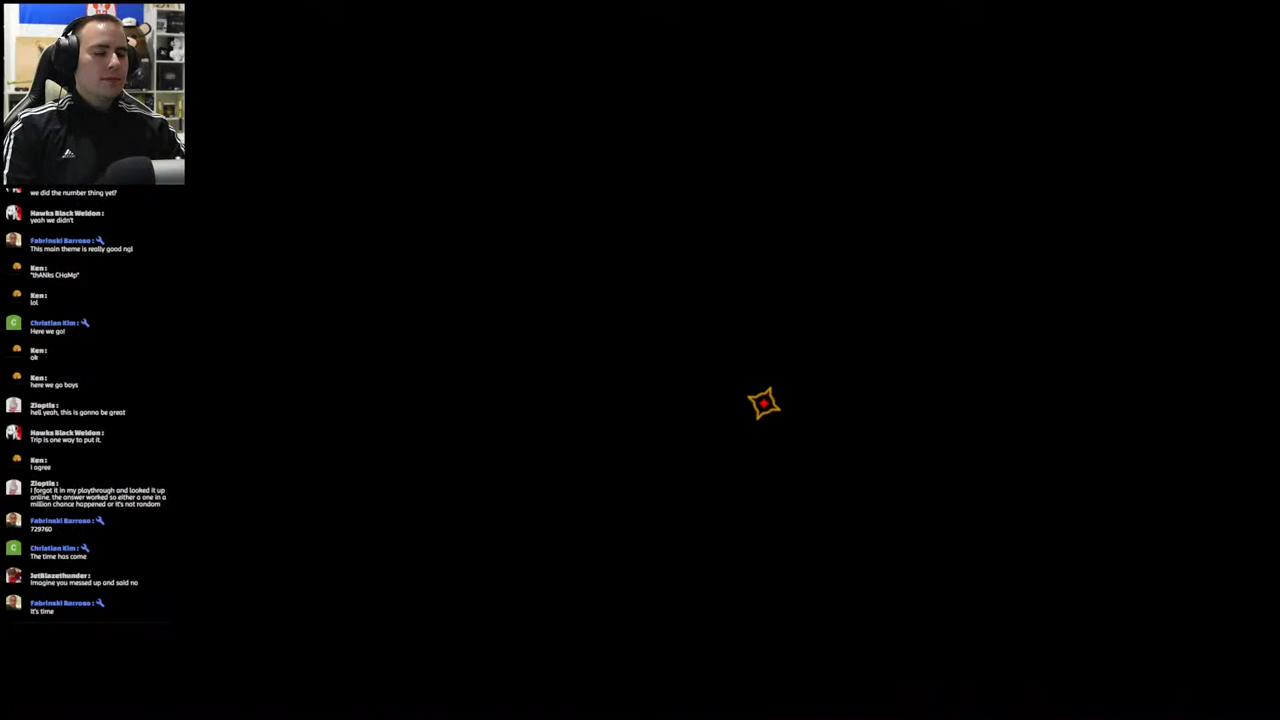 we did the number thing yet?
Hawks Black Weldon :
yeah we didn't
Fabrinski Barroso :
This main theme is really good ngl
Ken :
"thANks CHaMp"
Ken :
lol
Christian Kim :
Here we go!
Ken :
ok
Ken :
here we go boys
Zioptis :
hell yeah, this is gonna be great
Hawks Black Weldon :
Trip is one way to put it.
Ken :
I agree
Zioptis :
I forgot it in my playthrough and looked it up
online, the answer worked so either a one in a
million chance happened or it's not random
Fabrinski Barroso :
729760
Christian Kim :
The time has come
JetBlazethunder :
Imagine you messed up and said no
Fabrinski Barroso :
It's time